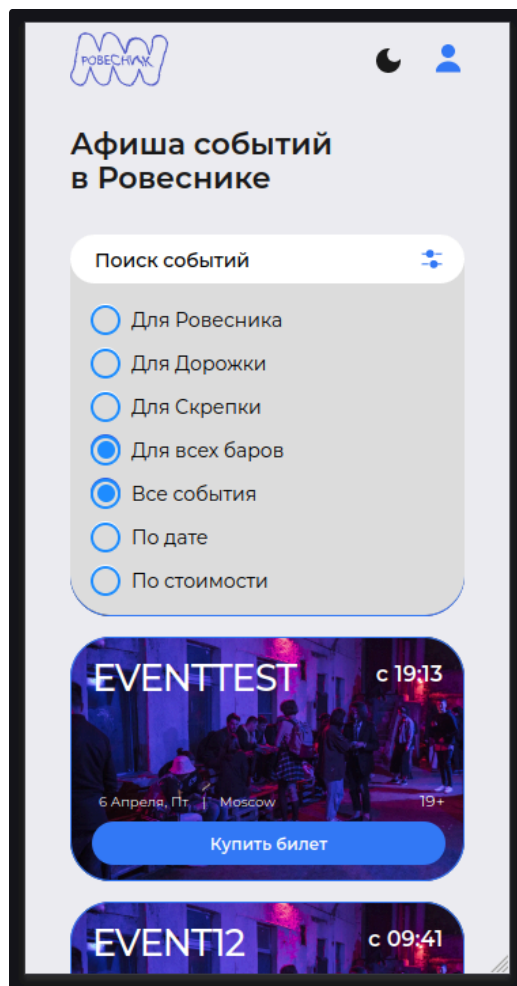 РОВЕСНИК
Афиша событий
в Ровеснике
Поиск событий
Для Ровесника
Для Дорожки
Для Скрепки
Для всех баров
Все события
По дате
По стоимости
EVENTTEST
с 19:13
6 Апреля, Пт | Moscow
19+
Купить билет
EVENT12
с 09:41